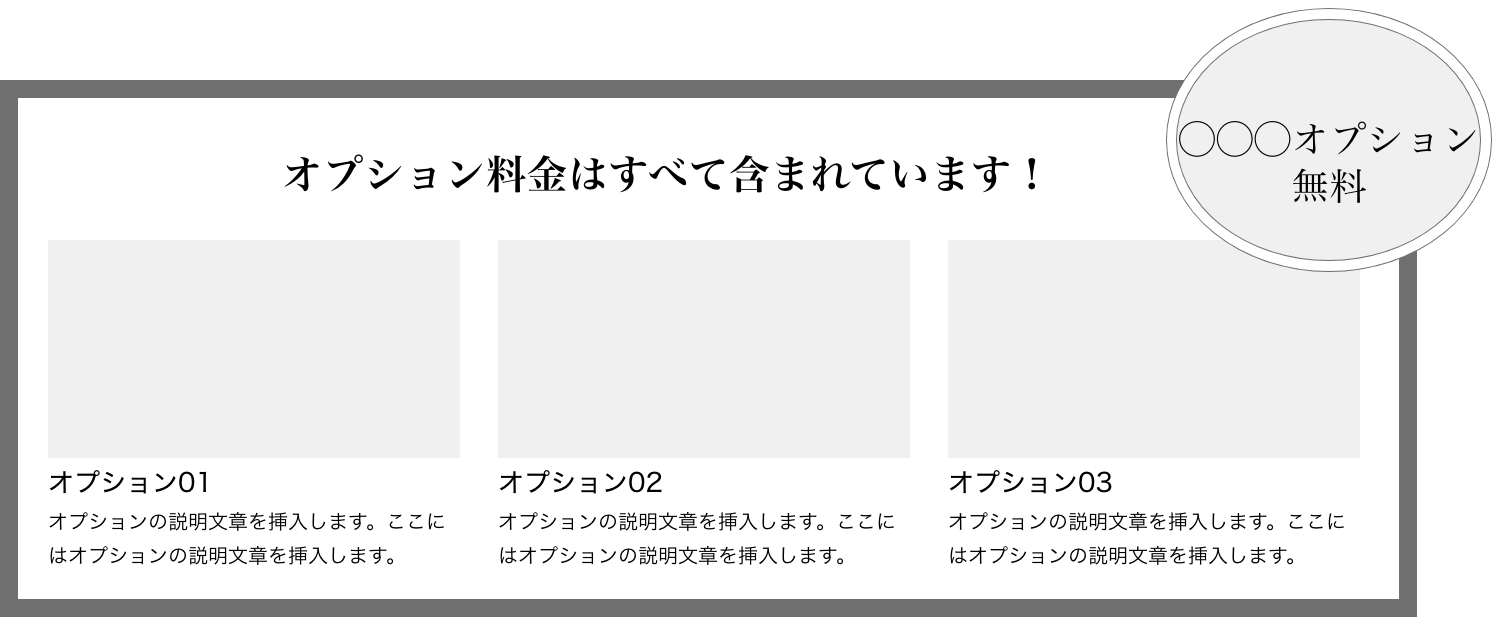 〇〇〇オプション
無料
オプション料金はすべて含まれています！
オプション01
オプションの説明文章を挿入します。ここに
はオプションの説明文章を挿入します。
オプション02
オプションの説明文章を挿入します。ここに
はオプションの説明文章を挿入します。
オプション03
オプションの説明文章を挿入します。ここに
はオプションの説明文章を挿入します。